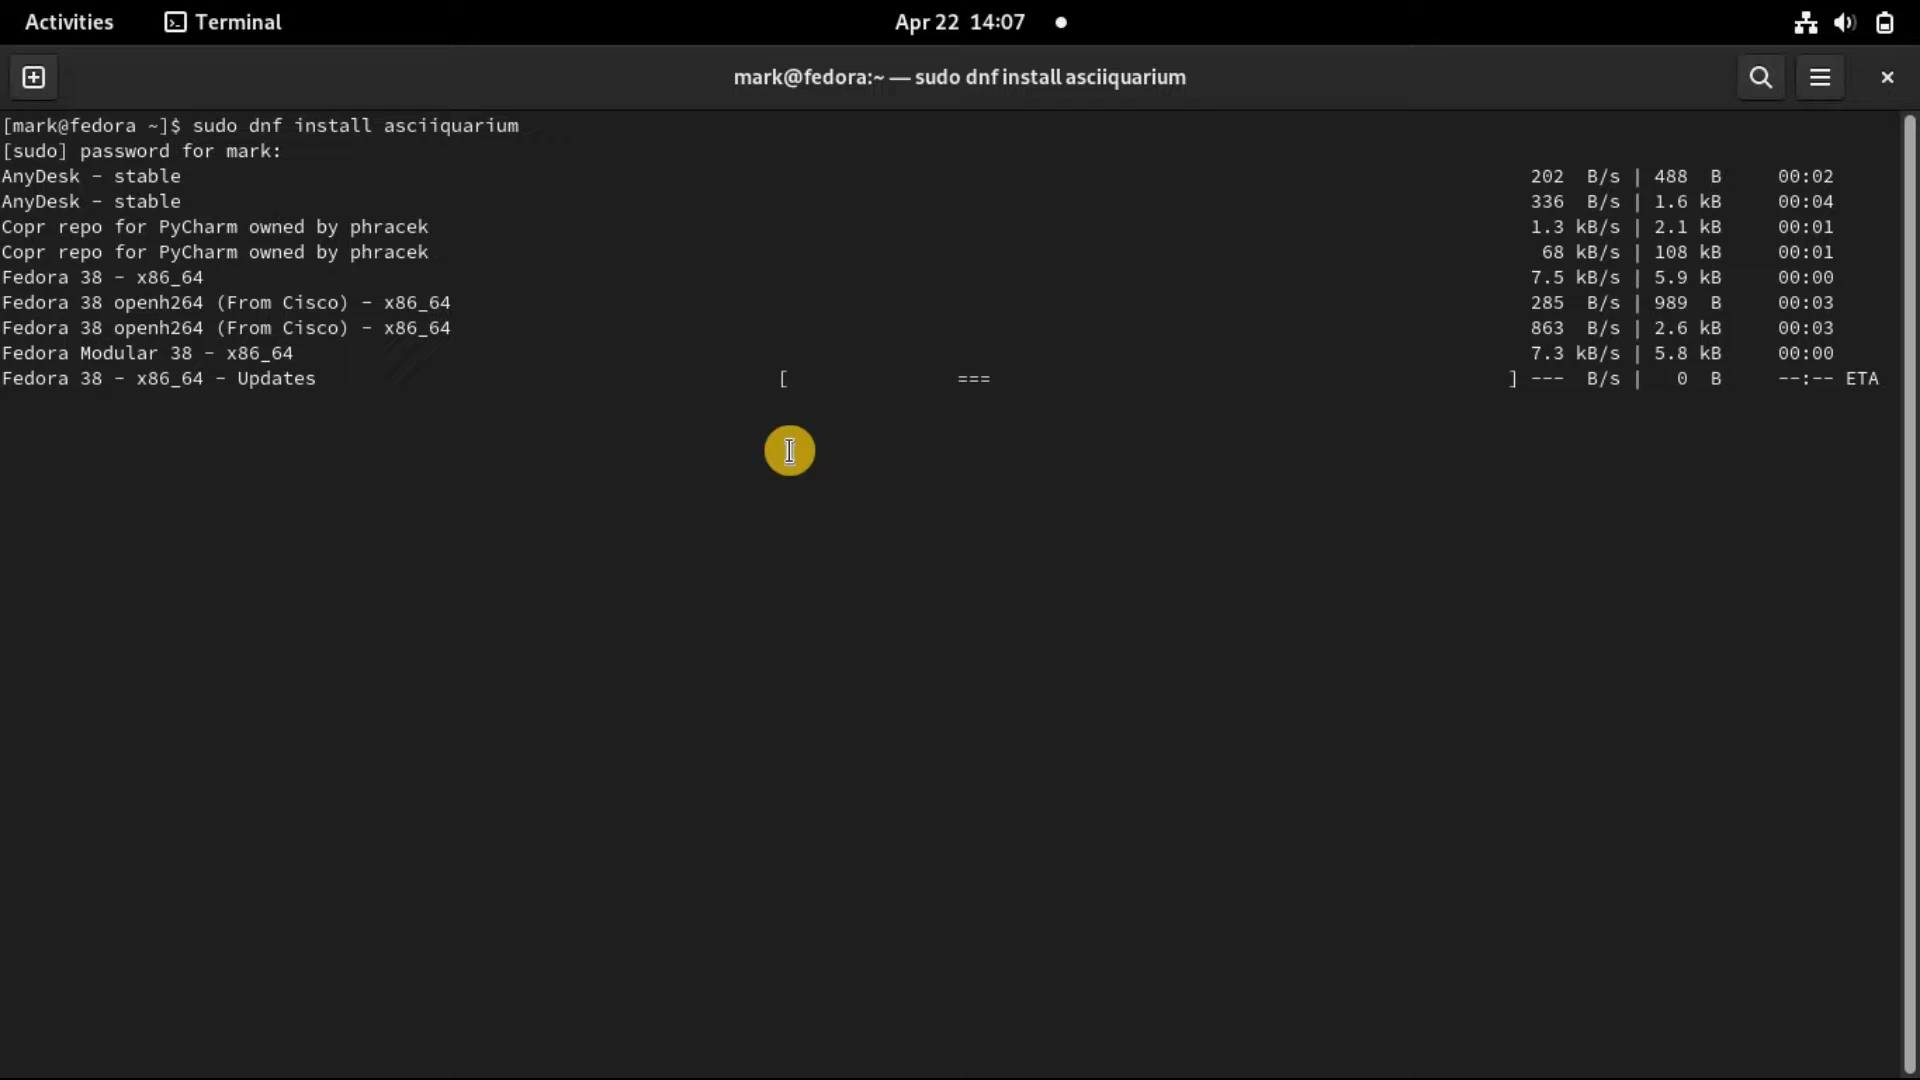 Activities Terminal Apr 22 14:07
mark@fedora:~ — sudo dnf install asciiquarium
[mark@fedora ~]$ sudo dnf install asciiquarium
[sudo] password for mark:
AnyDesk - stable 202 B/s | 488 B 00:02
AnyDesk - stable 336 B/s | 1.6 kB 00:04
Copr repo for PyCharm owned by phracek 1.3 kB/s | 2.1 kB 00:01
Copr repo for PyCharm owned by phracek 68 kB/s | 108 kB 00:01
Fedora 38 - x86_64 7.5 kB/s | 5.9 kB 00:00
Fedora 38 openh264 (From Cisco) - x86_64 285 B/s | 989 B 00:03
Fedora 38 openh264 (From Cisco) - x86_64 863 B/s | 2.6 kB 00:03
Fedora Modular 38 - x86_64 7.3 kB/s | 5.8 kB 00:00
Fedora 38 - x86_64 - Updates [ === ] --- B/s | 0 B --:-- ETA